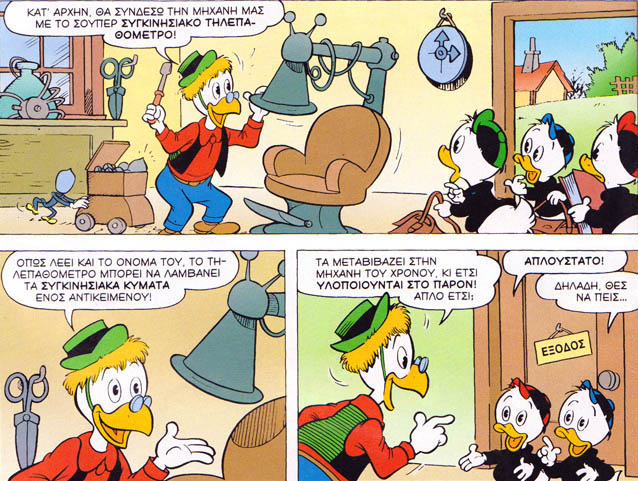 ΚΑΤ' ΑΡΧΗΝ, ΘΑ ΣΥΝΔΕΣΩ ΤΗΝ ΜΗΧΑΝΗ ΜΑΣ
ΜΕ ΤΟ ΣΟΥΠΕΡ ΣΥΓΚΙΝΗΣΙΑΚΟ ΤΗΛΕΠΑ-
ΘΟΜΕΤΡΟ!
ΟΠΩΣ ΛΕΕΙ ΚΑΙ ΤΟ ΟΝΟΜΑ ΤΟΥ, ΤΟ ΤΗ-
ΛΕΠΑΘΟΜΕΤΡΟ ΜΠΟΡΕΙ ΝΑ ΛΑΜΒΑΝΕΙ
ΤΑ ΣΥΓΚΙΝΗΣΙΑΚΑ ΚΥΜΑΤΑ
ΕΝΟΣ ΑΝΤΙΚΕΙΜΕΝΟΥ!
ΤΑ ΜΕΤΑΒΙΒΑΖΕΙ ΣΤΗΝ
ΜΗΧΑΝΗ ΤΟΥ ΧΡΟΝΟΥ, ΚΙ ΕΤΣΙ
ΥΛΟΠΟΙΟΥΝΤΑΙ ΣΤΟ ΠΑΡΟΝ!
ΑΠΛΟ ΕΤΣΙ;
ΑΠΛΟΥΣΤΑΤΟ!
ΔΗΛΑΔΗ, ΘΕΣ
ΝΑ ΠΕΙΣ...
ΕΞΟΔΟΣ